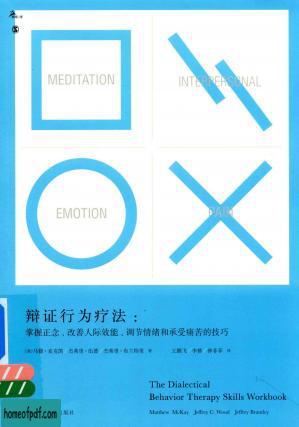 MEDITATION
INTERPERSONAL
EMOTION
PAIN
辩证行为疗法：
掌握正念、改善人际效能、调节情绪和承受痛苦的技巧
The Dialectical
Behavior Therapy Skills Workbook
Matthew McKay Jeffrey C. Wood Jeffrey Brantley
homeofpdf.com